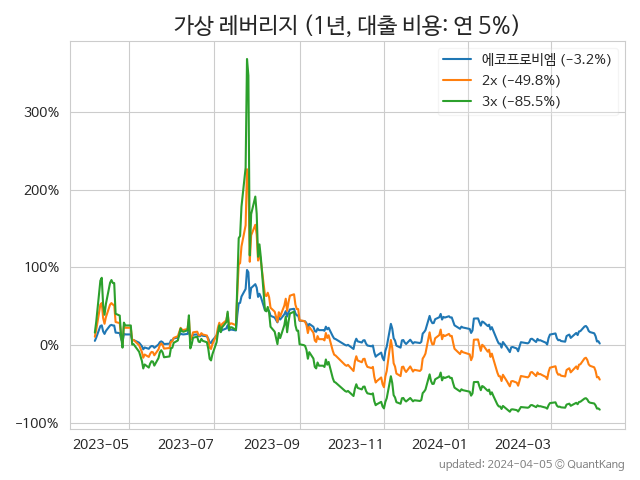 가상 레버리지 (1년, 대출 비용: 연 5%)
에코프로비엠 (−3.2%)
2x (−49.8%)
3x (−85.5%)
300%
200%
100%
0%
−100%
2023-05 2023-07 2023-09 2023-11 2024-01 2024-03
updated: 2024-04-05 © QuantKang